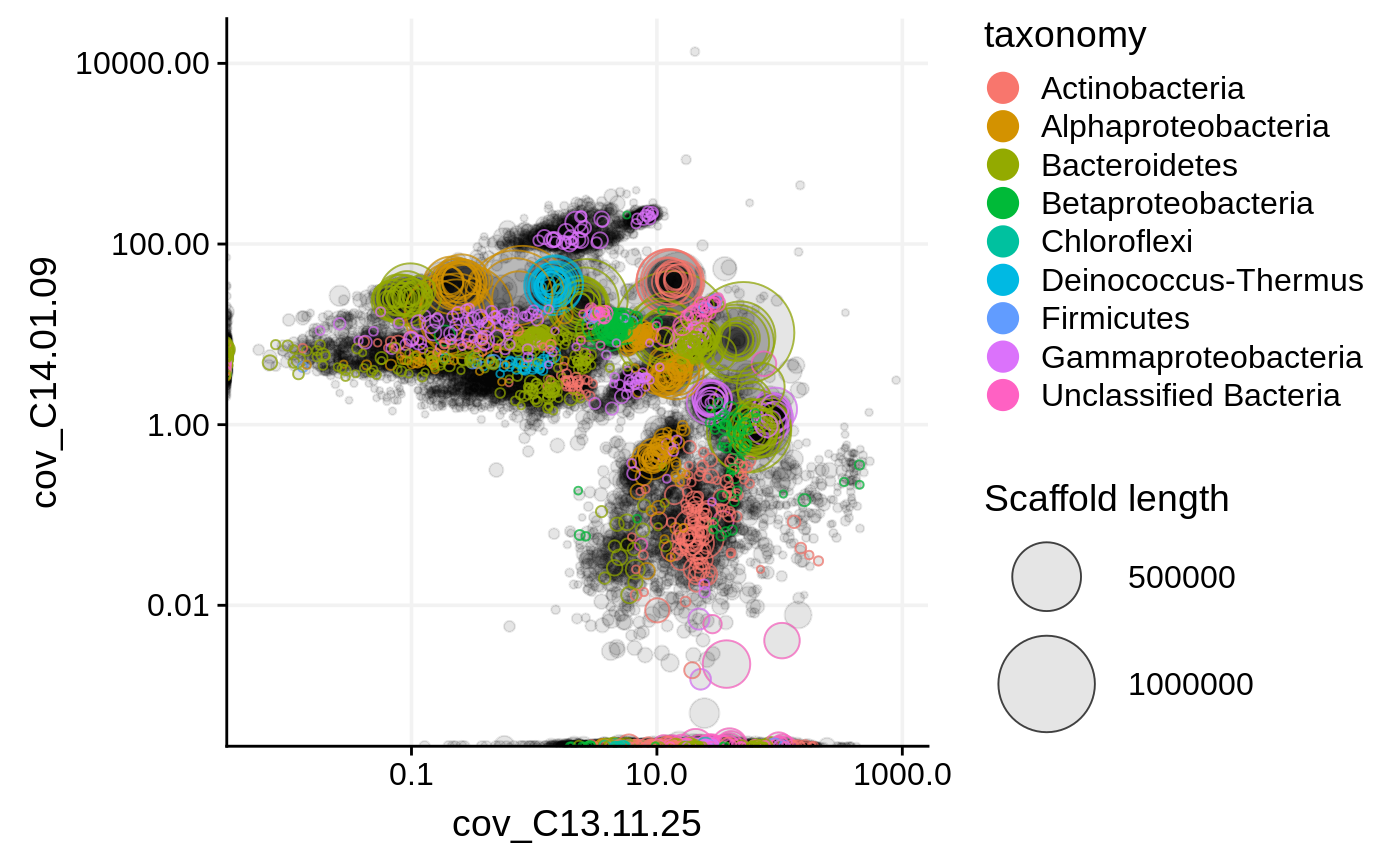 10000.00
100.00
1.00
0.01
cov_C14.01.09
0.1
10.0
1000.0
cov_C13.11.25
taxonomy
Actinobacteria
Alphaproteobacteria
Bacteroidetes
Betaproteobacteria
Chloroflexi
Deinococcus-Thermus
Firmicutes
Gammaproteobacteria
Unclassified Bacteria
Scaffold length
500000
1000000